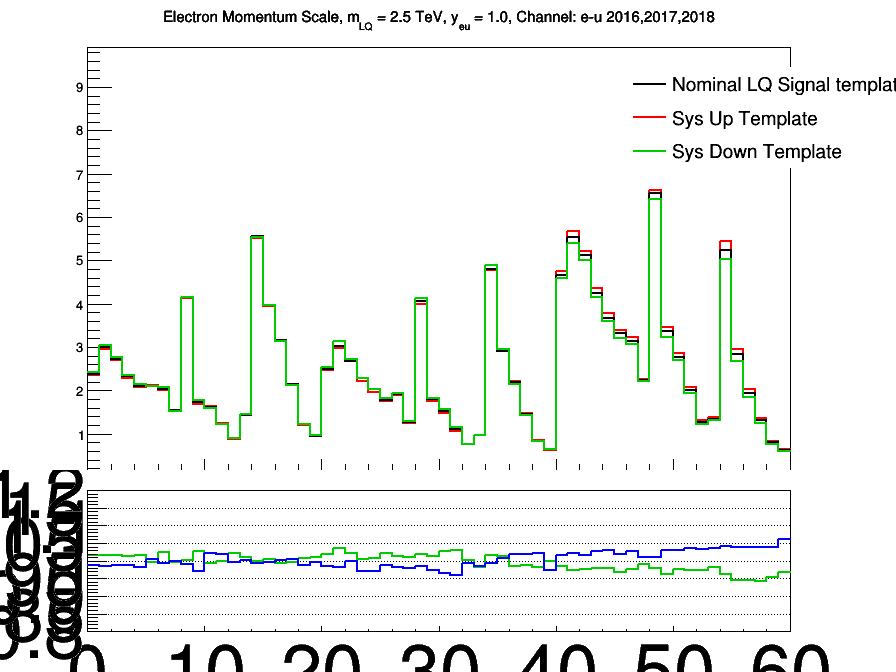 Electron Momentum Scale, m_LQ = 2.5 TeV, y_eu = 1.0, Channel: e-u 2016,2017,2018
Nominal LQ Signal templat
Sys Up Template
Sys Down Template
9
8
7
6
5
4
3
2
1
0 10 20 30 40 50 60